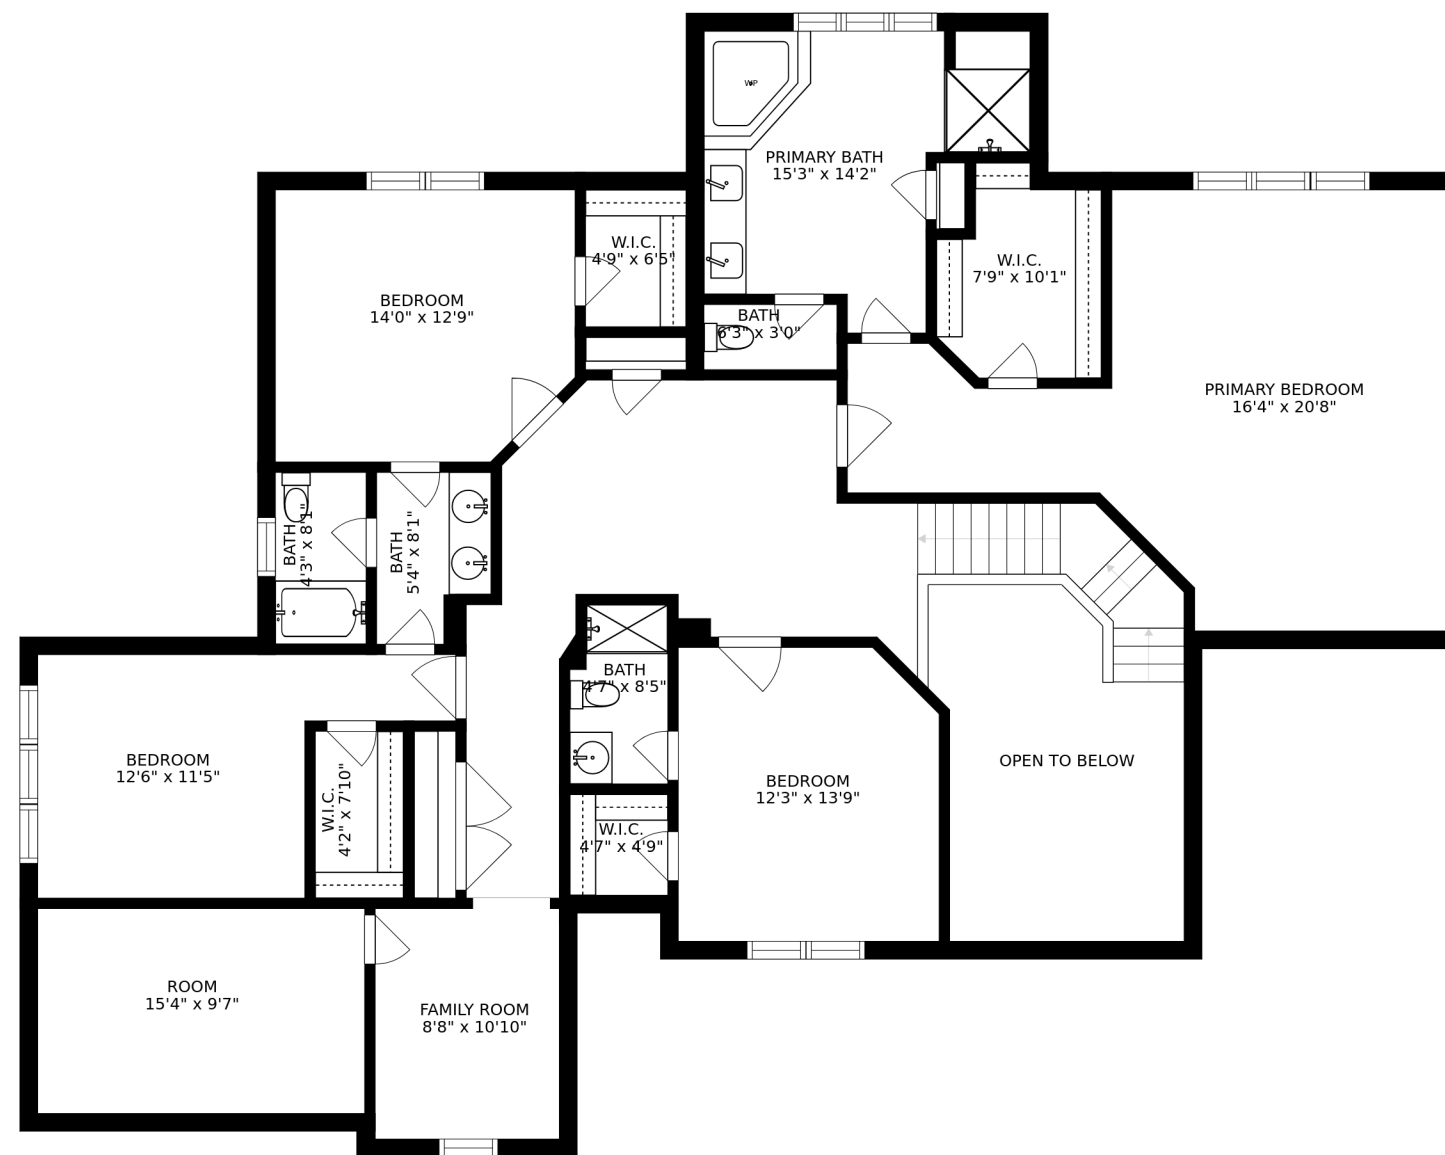 WP
PRIMARY BATH
15'3" x 14'2"
W.I.C.
4'9" x 6'5"
W.I.C.
7'9" x 10'1"
BEDROOM
14'0" x 12'9"
BATH
6'3" x 3'0"
PRIMARY BEDROOM
16'4" x 20'8"
BATH
4'3" x 8'1"
BATH
5'4" x 8'1"
BATH
4'7" x 8'5"
BEDROOM
12'6" x 11'5"
W.I.C.
4'2" x 7'10"
W.I.C.
4'7" x 4'9"
BEDROOM
12'3" x 13'9"
OPEN TO BELOW
ROOM
15'4" x 9'7"
FAMILY ROOM
8'8" x 10'10"